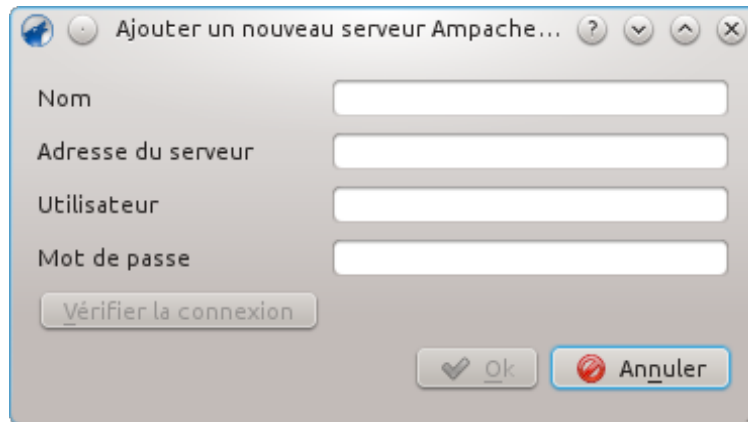 Ajouter un nouveau serveur Ampache...
Nom
Adresse du serveur
Utilisateur
Mot de passe
Vérifier la connexion
Ok
Annuler